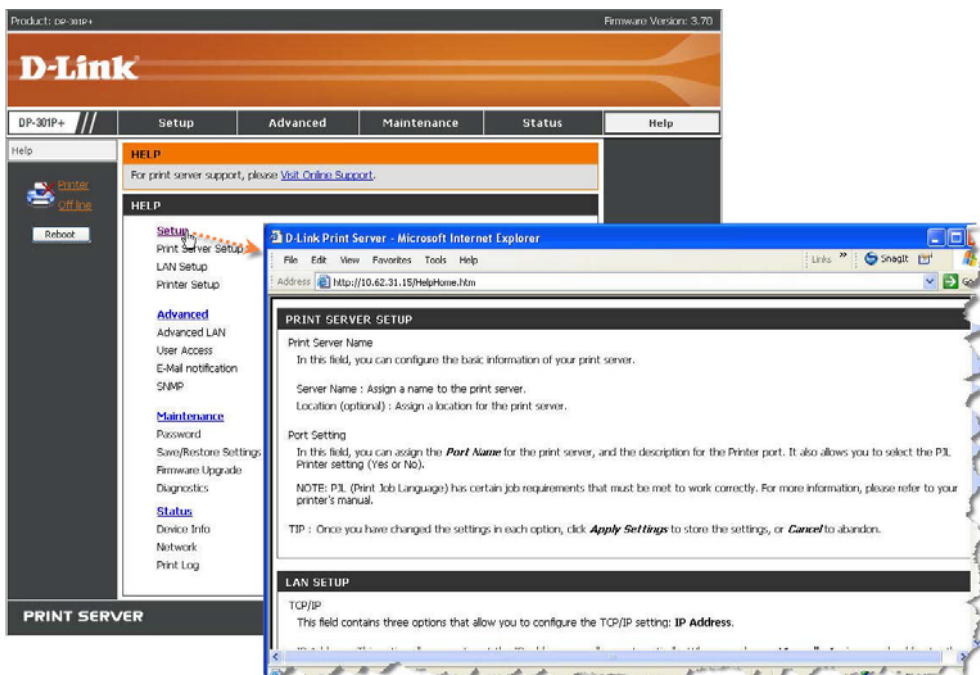 Product: DP-301P+
Firmware Version: 3.70
D-Link
DP-301P+
Setup
Advanced
Maintenance
Status
Help
Help
Printer
Off line
Reboot
HELP
For print server support, please Visit Online Support.
HELP
Setup
Print Server Setup
LAN Setup
Printer Setup
Advanced
Advanced LAN
User Access
E-Mail notification
SNMP
Maintenance
Password
Save/Restore Settings
Firmware Upgrade
Diagnostics
Status
Device Info
Network
Print Log
PRINT SERVER
D-Link Print Server - Microsoft Internet Explorer
File Edit View Favorites Tools Help
Links » SnagIt
Address http://10.62.31.15/HelpHome.htm
Go
PRINT SERVER SETUP
Print Server Name
In this field, you can configure the basic information of your print server.
Server Name : Assign a name to the print server.
Location (optional) : Assign a location for the print server.
Port Setting
In this field, you can assign the Port Name for the print server, and the description for the Printer port. It also allows you to select the PJL
Printer setting (Yes or No).
NOTE: PJL (Print Job Language) has certain job requirements that must be met to work correctly. For more information, please refer to your
printer's manual.
TIP : Once you have changed the settings in each option, click Apply Settings to store the settings, or Cancel to abandon.
LAN SETUP
TCP/IP
This field contains three options that allow you to configure the TCP/IP setting: IP Address.